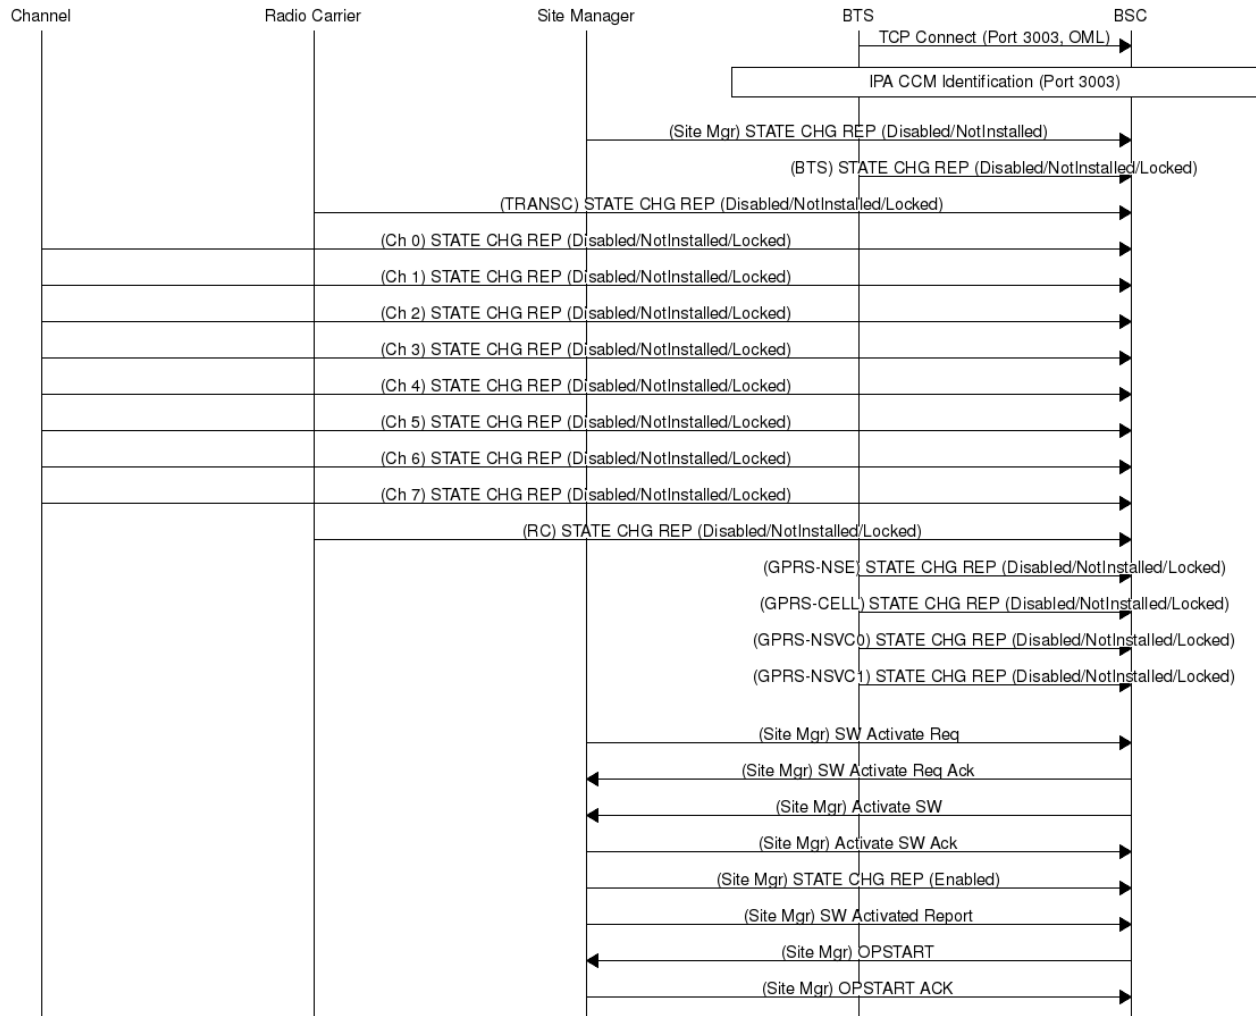 Channel Radio Carrier Site Manager BTS BSC
TCP Connect (Port 3003, OML)
IPA CCM Identification (Port 3003)
(Site Mgr) STATE CHG REP (Disabled/NotInstalled)
(BTS) STATE CHG REP (Disabled/NotInstalled/Locked)
(TRANSC) STATE CHG REP (Disabled/NotInstalled/Locked)
(Ch 0) STATE CHG REP (Disabled/NotInstalled/Locked)
(Ch 1) STATE CHG REP (Disabled/NotInstalled/Locked)
(Ch 2) STATE CHG REP (Disabled/NotInstalled/Locked)
(Ch 3) STATE CHG REP (Disabled/NotInstalled/Locked)
(Ch 4) STATE CHG REP (Disabled/NotInstalled/Locked)
(Ch 5) STATE CHG REP (Disabled/NotInstalled/Locked)
(Ch 6) STATE CHG REP (Disabled/NotInstalled/Locked)
(Ch 7) STATE CHG REP (Disabled/NotInstalled/Locked)
(RC) STATE CHG REP (Disabled/NotInstalled/Locked)
(GPRS-NSE) STATE CHG REP (Disabled/NotInstalled/Locked)
(GPRS-CELL) STATE CHG REP (Disabled/NotInstalled/Locked)
(GPRS-NSVC0) STATE CHG REP (Disabled/NotInstalled/Locked)
(GPRS-NSVC1) STATE CHG REP (Disabled/NotInstalled/Locked)
(Site Mgr) SW Activate Req
(Site Mgr) SW Activate Req Ack
(Site Mgr) Activate SW
(Site Mgr) Activate SW Ack
(Site Mgr) STATE CHG REP (Enabled)
(Site Mgr) SW Activated Report
(Site Mgr) OPSTART
(Site Mgr) OPSTART ACK